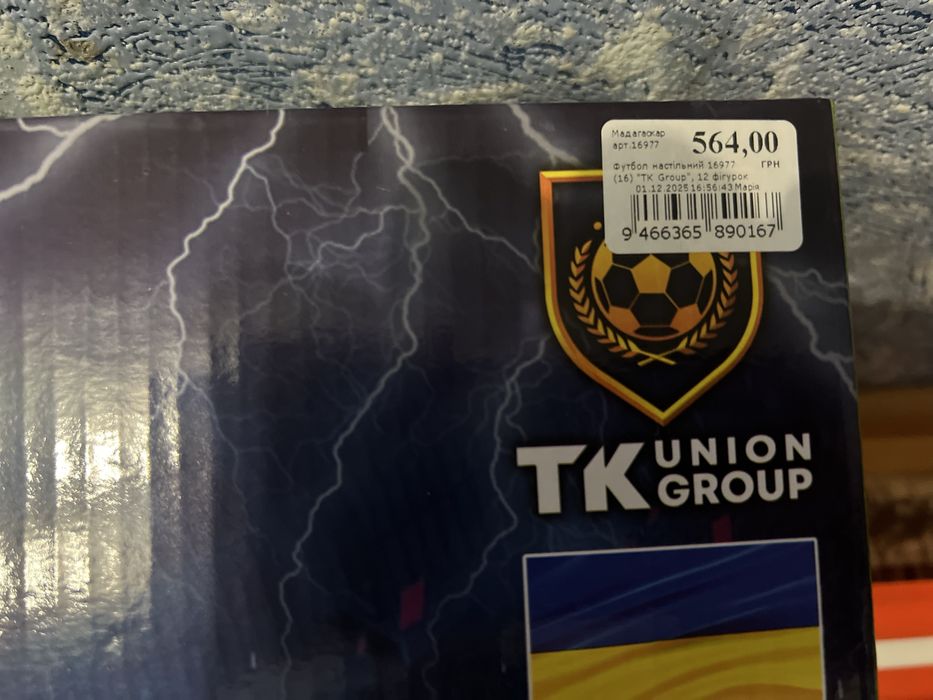 Мадагаскар
арт.16977
564,00
ГРН
Футбол настільний 16977
(16) "TK Group", 12 фігурок
01.12.2025 16:56:43 Марія
9 466365 890167
TK UNION
GROUP